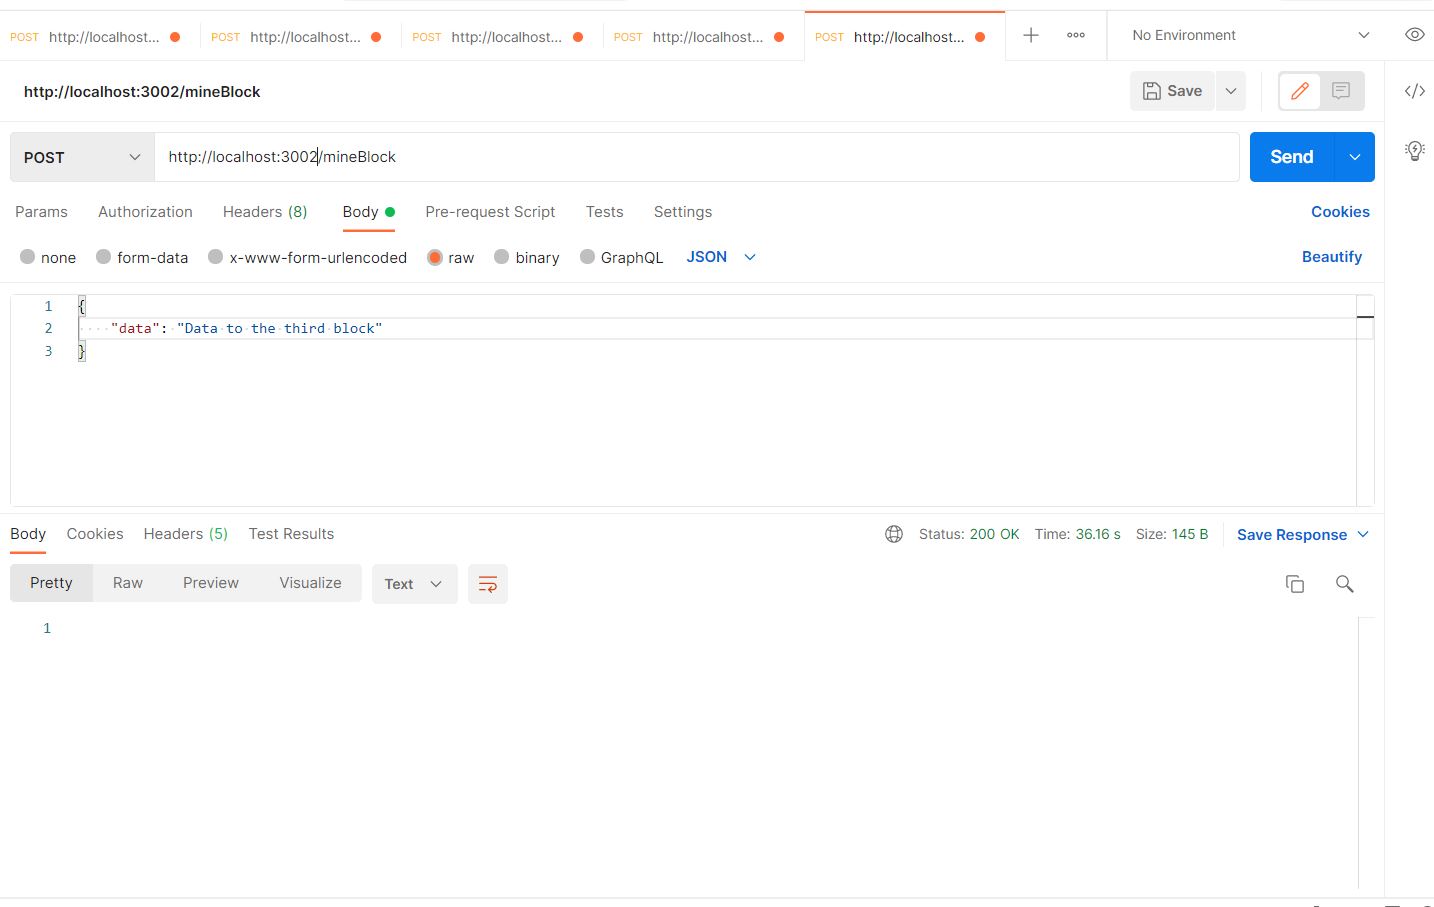 POST http://localhost... POST http://localhost... POST http://localhost... POST http://localhost... POST http://localhost... No Environment
http://localhost:3002/mineBlock Save
POST http://localhost:3002/mineBlock Send
Params Authorization Headers (8) Body Pre-request Script Tests Settings Cookies
none form-data x-www-form-urlencoded raw binary GraphQL JSON Beautify
1 {
2 "data": "Data to the third block"
3 }
Body Cookies Headers (5) Test Results Status: 200 OK Time: 36.16 s Size: 145 B Save Response
Pretty Raw Preview Visualize Text
1